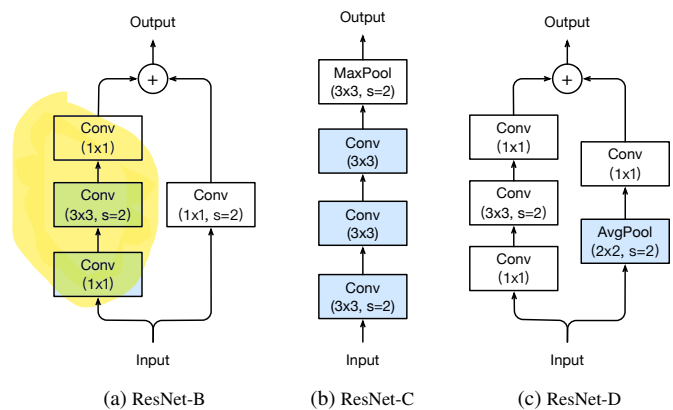 Output
+
Conv
(1x1)
Conv
(3x3, s=2)
Conv
(1x1)
Conv
(1x1, s=2)
Input
(a) ResNet-B
Output
MaxPool
(3x3, s=2)
Conv
(3x3)
Conv
(3x3)
Conv
(3x3, s=2)
Input
(b) ResNet-C
Output
+
Conv
(1x1)
Conv
(3x3, s=2)
Conv
(1x1)
Conv
(1x1)
AvgPool
(2x2, s=2)
Input
(c) ResNet-D